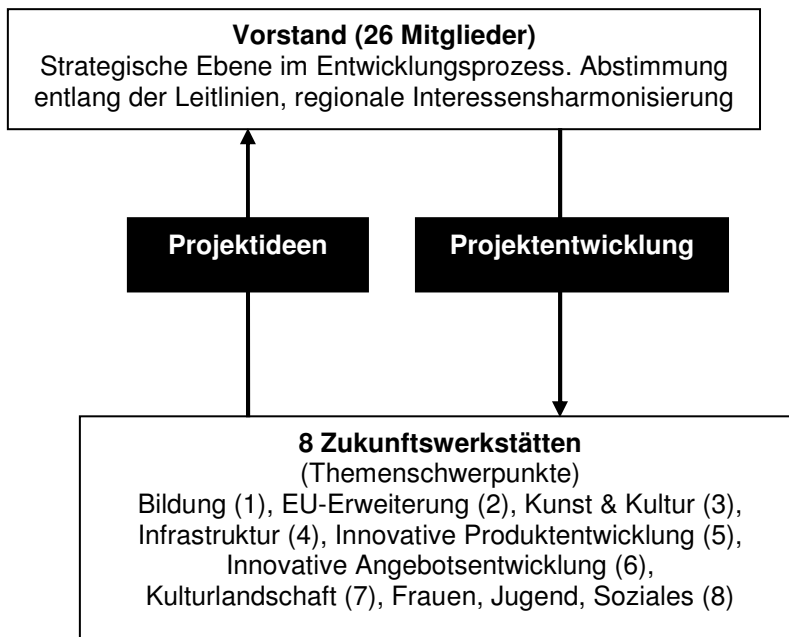 Vorstand (26 Mitglieder)
Strategische Ebene im Entwicklungsprozess. Abstimmung
entlang der Leitlinien, regionale Interessensharmonisierung
Projektideen
Projektentwicklung
8 Zukunftswerkstätten
(Themenschwerpunkte)
Bildung (1), EU-Erweiterung (2), Kunst & Kultur (3),
Infrastruktur (4), Innovative Produktentwicklung (5),
Innovative Angebotsentwicklung (6),
Kulturlandschaft (7), Frauen, Jugend, Soziales (8)